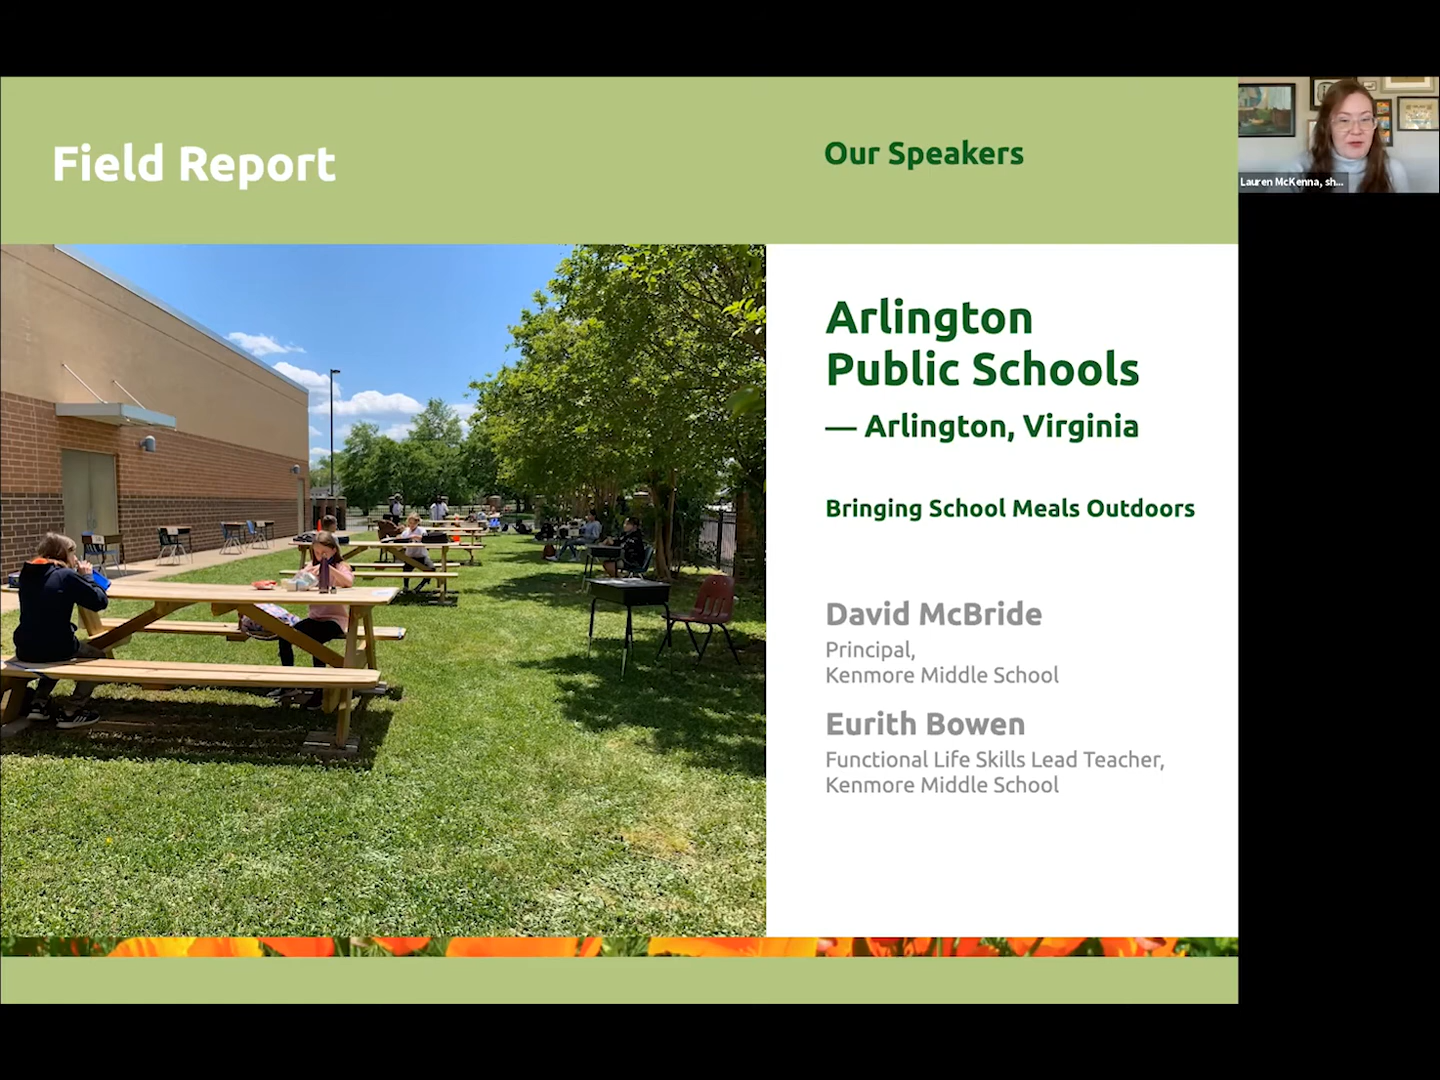 Field Report
Our Speakers
Lauren McKenna, sh...
Arlington
Public Schools
— Arlington, Virginia
Bringing School Meals Outdoors
David McBride
Principal,
Kenmore Middle School
Eurith Bowen
Functional Life Skills Lead Teacher,
Kenmore Middle School